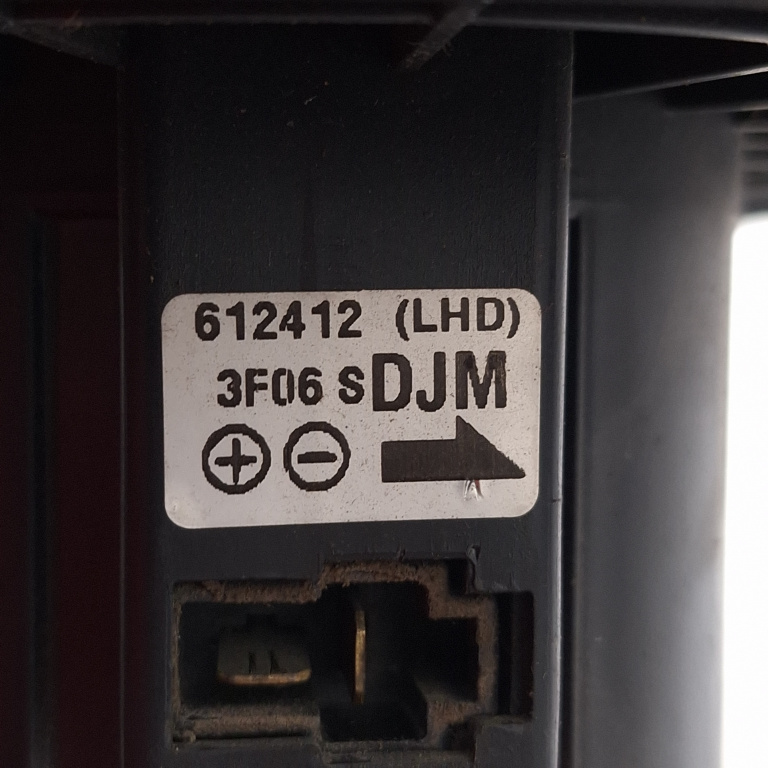 612412 (LHD)
3F06 S DJM
+ -